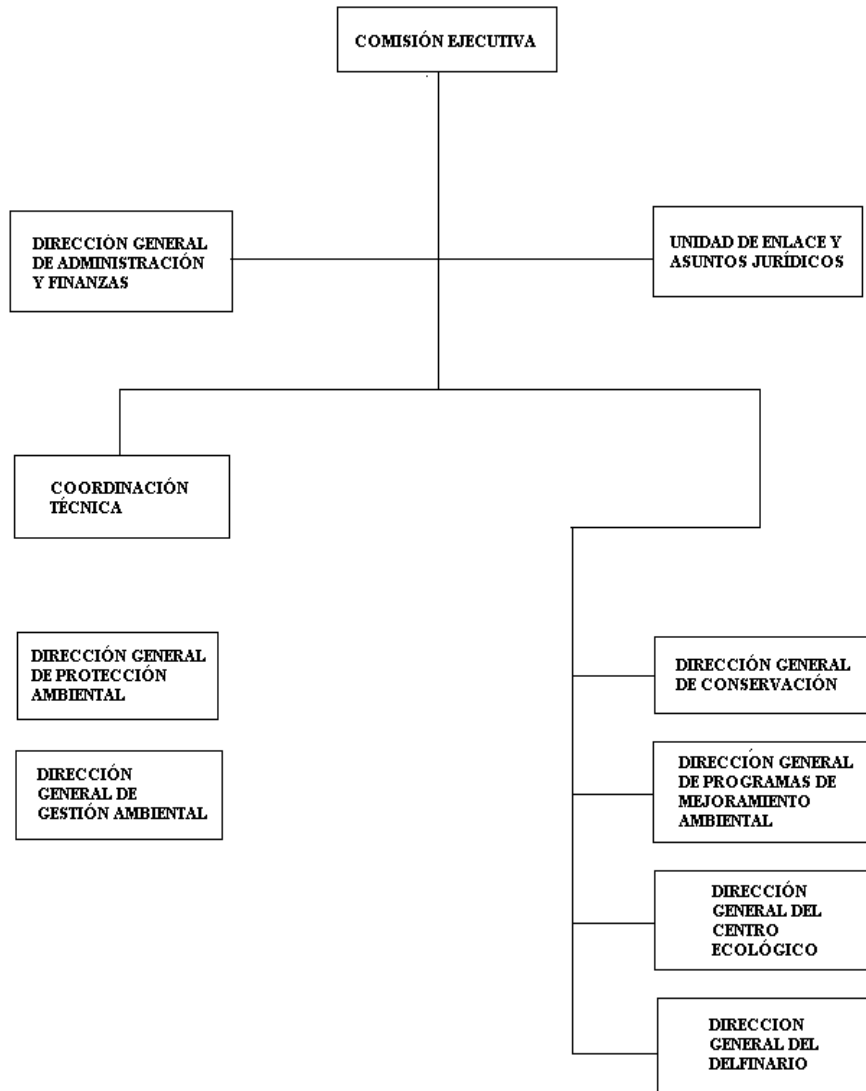 COMISIÓN EJECUTIVA
DIRECCIÓN GENERAL
DE ADMINISTRACIÓN
Y FINANZAS
UNIDAD DE ENLACE Y
ASUNTOS JURÍDICOS
COORDINACIÓN
TÉCNICA
DIRECCIÓN GENERAL
DE PROTECCIÓN
AMBIENTAL
DIRECCIÓN
GENERAL DE
GESTIÓN AMBIENTAL
DIRECCIÓN GENERAL
DE CONSERVACIÓN
DIRECCIÓN GENERAL
DE PROGRAMAS DE
MEJORAMIENTO
AMBIENTAL
DIRECCIÓN
GENERAL DEL
CENTRO
ECOLÓGICO
DIRECCION
GENERAL DEL
DELFINARIO